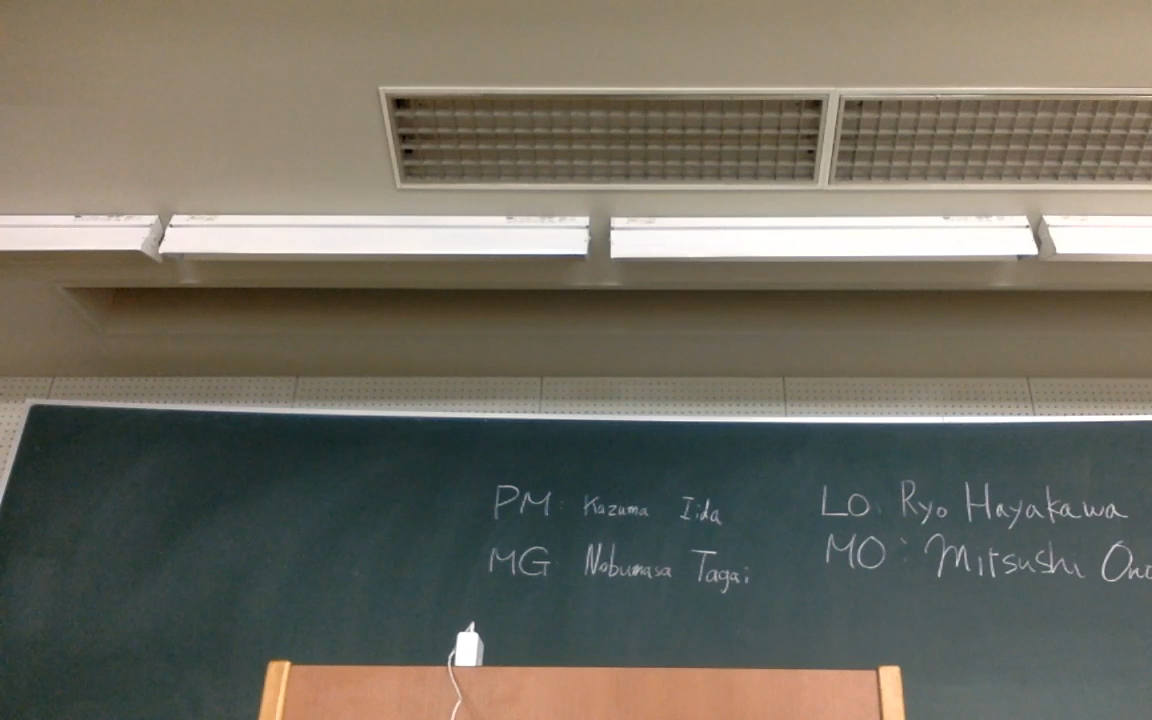 PM: Kazuma Iida
MG Nobumasa Tagai
LO: Ryo Hayakawa
MO: Mitsushi